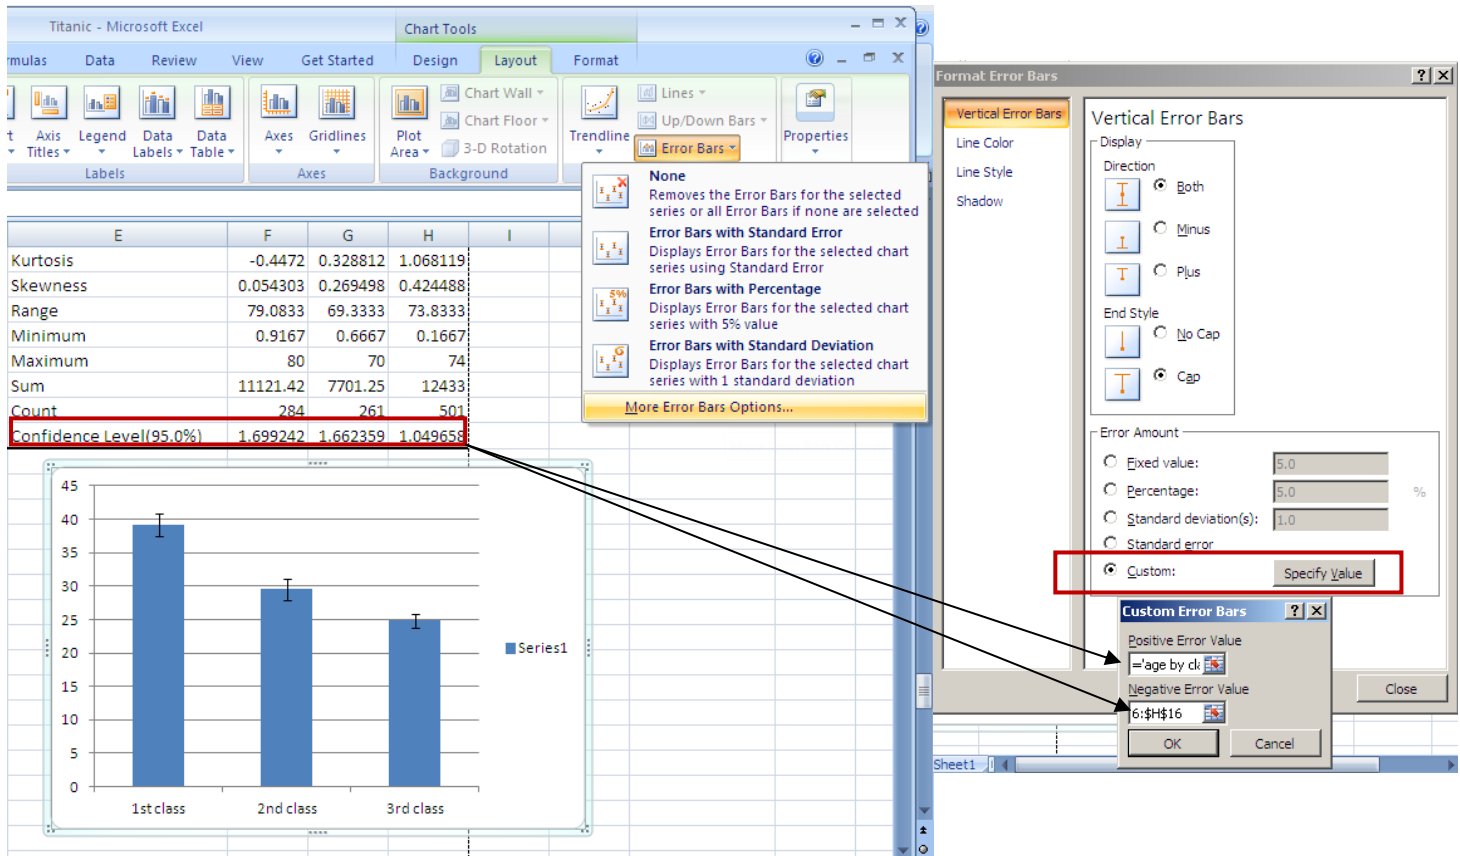 Titanic - Microsoft Excel
Chart Tools
Data Review View Get Started Design Layout Format
Chart Wall
Lines
Chart Floor
Up/Down Bars
Axis Titles
Legend
Data Labels
Data Table
Axes
Gridlines
Plot Area
3-D Rotation
Trendline
Error Bars
Properties
Labels Axes Background
None
Removes the Error Bars for the selected
series or all Error Bars if none are selected
Error Bars with Standard Error
Displays Error Bars for the selected chart
series using Standard Error
5%
Error Bars with Percentage
Displays Error Bars for the selected chart
series with 5% value
Error Bars with Standard Deviation
Displays Error Bars for the selected chart
series with 1 standard deviation
More Error Bars Options...
E F G H I
Kurtosis -0.4472 0.328812 1.068119
Skewness 0.054303 0.269498 0.424488
Range 79.0833 69.3333 73.8333
Minimum 0.9167 0.6667 0.1667
Maximum 80 70 74
Sum 11121.42 7701.25 12433
Count 284 261 501
Confidence Level(95.0%) 1.699242 1.662359 1.049658
45
40
35
30
25
20
15
10
5
0
1st class 2nd class 3rd class
Series1
Format Error Bars
Vertical Error Bars
Line Color
Line Style
Shadow
Vertical Error Bars
Display
Direction
Both
Minus
Plus
End Style
No Cap
Cap
Error Amount
Fixed value: 5.0
Percentage: 5.0 %
Standard deviation(s): 1.0
Standard error
Custom: Specify Value
Custom Error Bars
Positive Error Value
='age by cla
Negative Error Value
6:$H$16
OK Cancel
Close
Sheet1